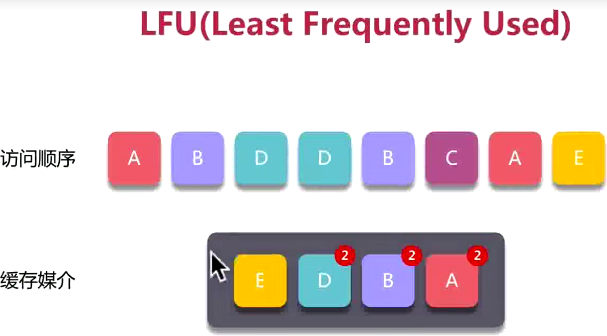 LFU(Least Frequently Used)
访问顺序 A B D D B C A E
2 2 2
缓存媒介 E D B A